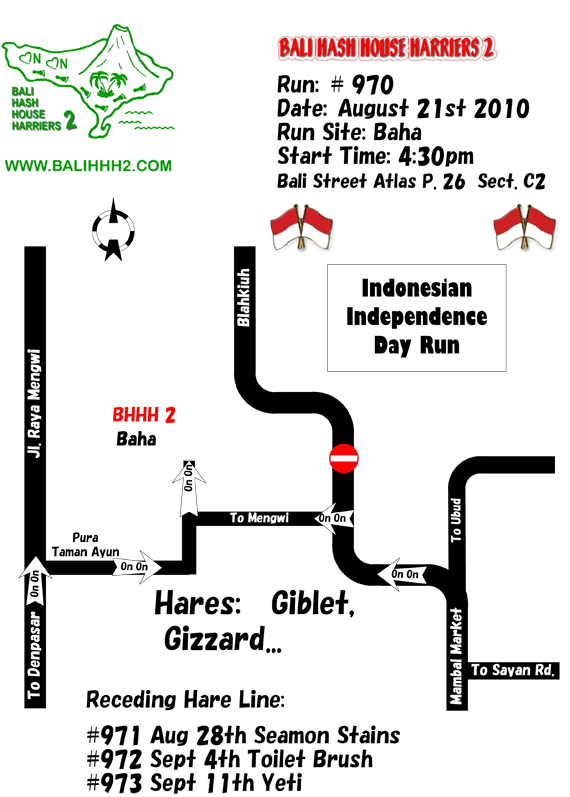 N
N
BALI
HASH
HOUSE
HARRIERS 2
WWW.BALIHHH2.COM
BALI HASH HOUSE HARRIERS 2
Run: # 970
Date: August 21st 2010
Run Site: Baha
Start Time: 4:30pm
Bali Street Atlas P. 26 Sect. C2
Indonesian
Independence
Day Run
Blahkiuh
Jl. Raya Mengwi
BHHH 2
Baha
On On
To Mengwi
On On
To Ubud
Pura
Taman Ayun
On On
On On
On On
To Denpasar
Hares: Giblet,
Gizzard...
Mambal Market
To Sayan Rd.
Receding Hare Line:
#971 Aug 28th Seamon Stains
#972 Sept 4th Toilet Brush
#973 Sept 11th Yeti